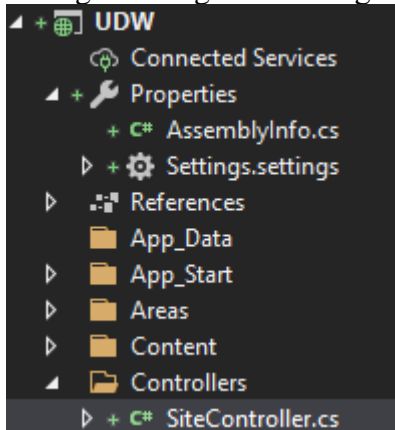 UDW
Connected Services
Properties
+ C# AssemblyInfo.cs
+ Settings.settings
References
App_Data
App_Start
Areas
Content
Controllers
+ C# SiteController.cs